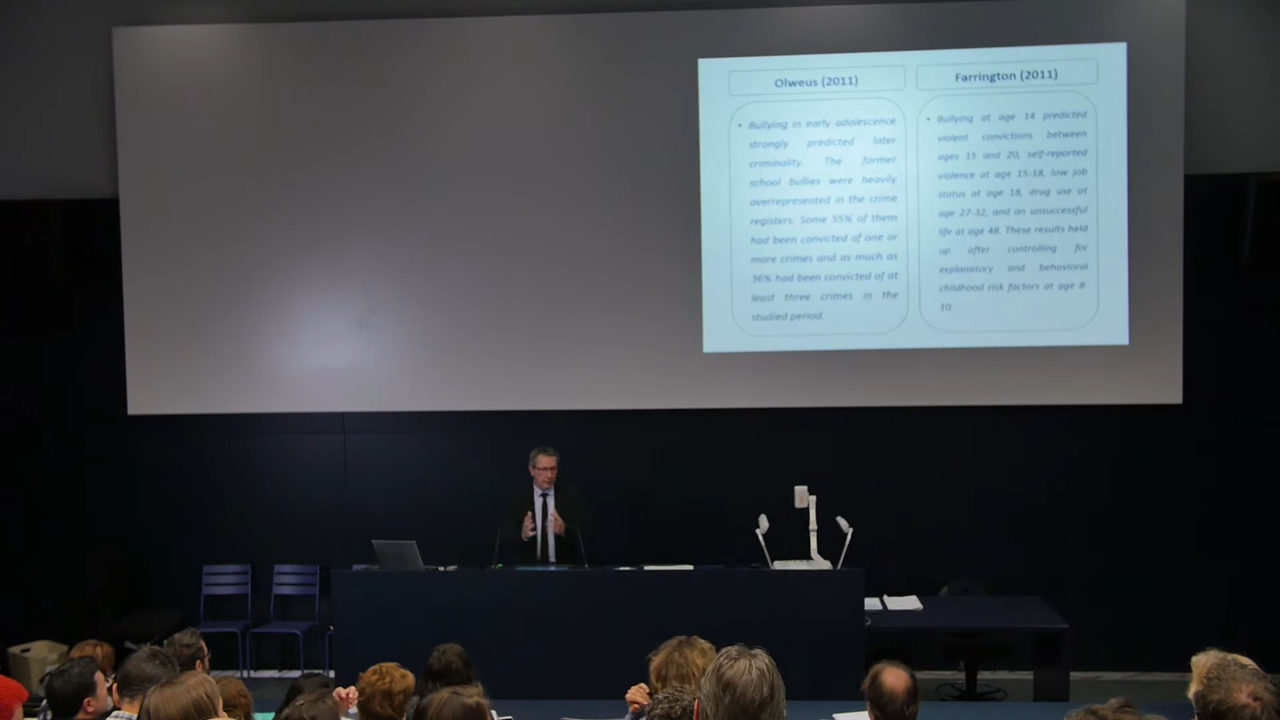 Olweus (2011)
• Bullying in early adolescence
strongly predicted later
criminality. The former
school bullies were heavily
overrepresented in the crime
registers. Some 55% of them
had been convicted of one or
more crimes and as much as
36% had been convicted of at
least three crimes in the
studied period.
Farrington (2011)
• Bullying at age 14 predicted
violent convictions between
ages 15 and 20, self-reported
violence at age 15-18, low job
status at age 18, drug use at
age 27-32, and an unsuccessful
life at age 48. These results held
up after controlling for
explanatory and behavioral
childhood risk factors at age 8-
10.